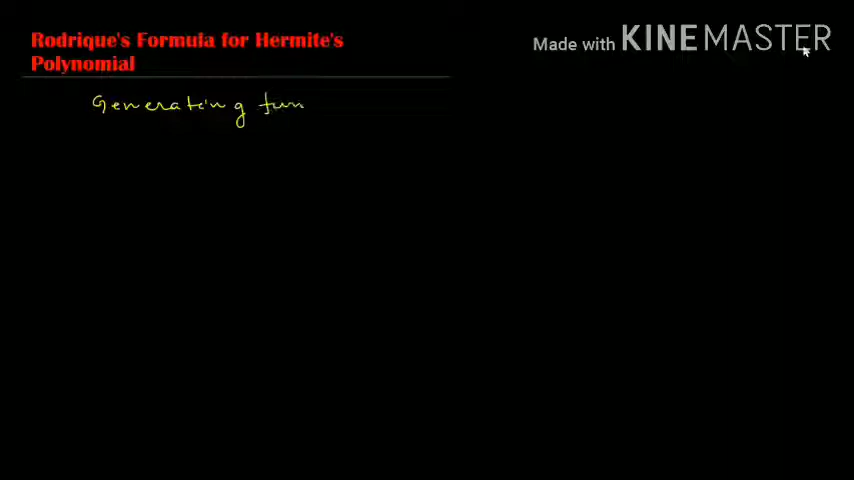 Rodrique's Formula for Hermite's
Polynomial
Made with KINEMASTER
Generating fun